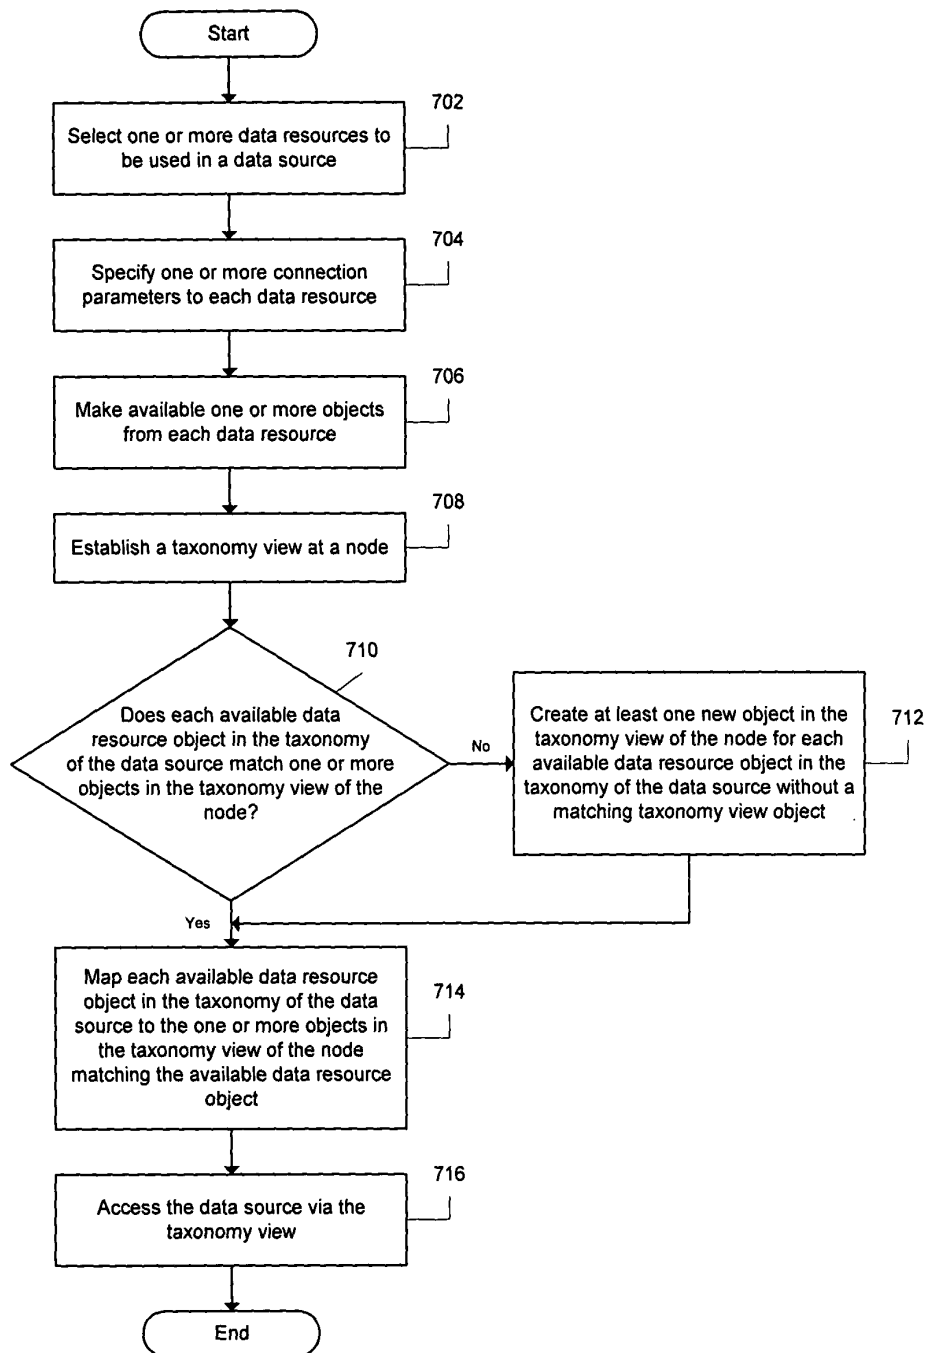 Start
702
Select one or more data resources to
be used in a data source
704
Specify one or more connection
parameters to each data resource
706
Make available one or more objects
from each data resource
708
Establish a taxonomy view at a node
710
Does each available data
resource object in the taxonomy
of the data source match one or more
objects in the taxonomy view of the
node?
No
Create at least one new object in the
taxonomy view of the node for each
available data resource object in the
taxonomy of the data source without a
matching taxonomy view object
712
Yes
Map each available data resource
object in the taxonomy of the data
source to the one or more objects in
the taxonomy view of the node
matching the available data resource
object
714
Access the data source via the
taxonomy view
716
End